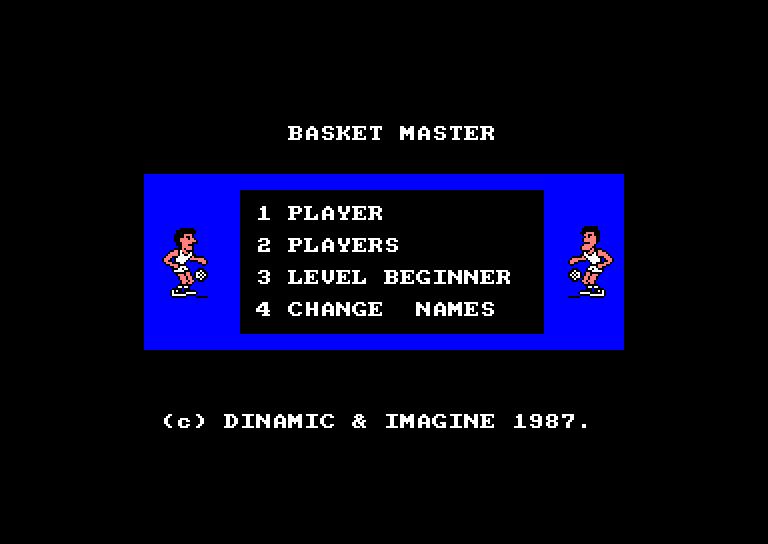 BASKET MASTER
1 PLAYER
2 PLAYERS
3 LEVEL BEGINNER
4 CHANGE  NAMES
(c) DINAMIC & IMAGINE 1987.